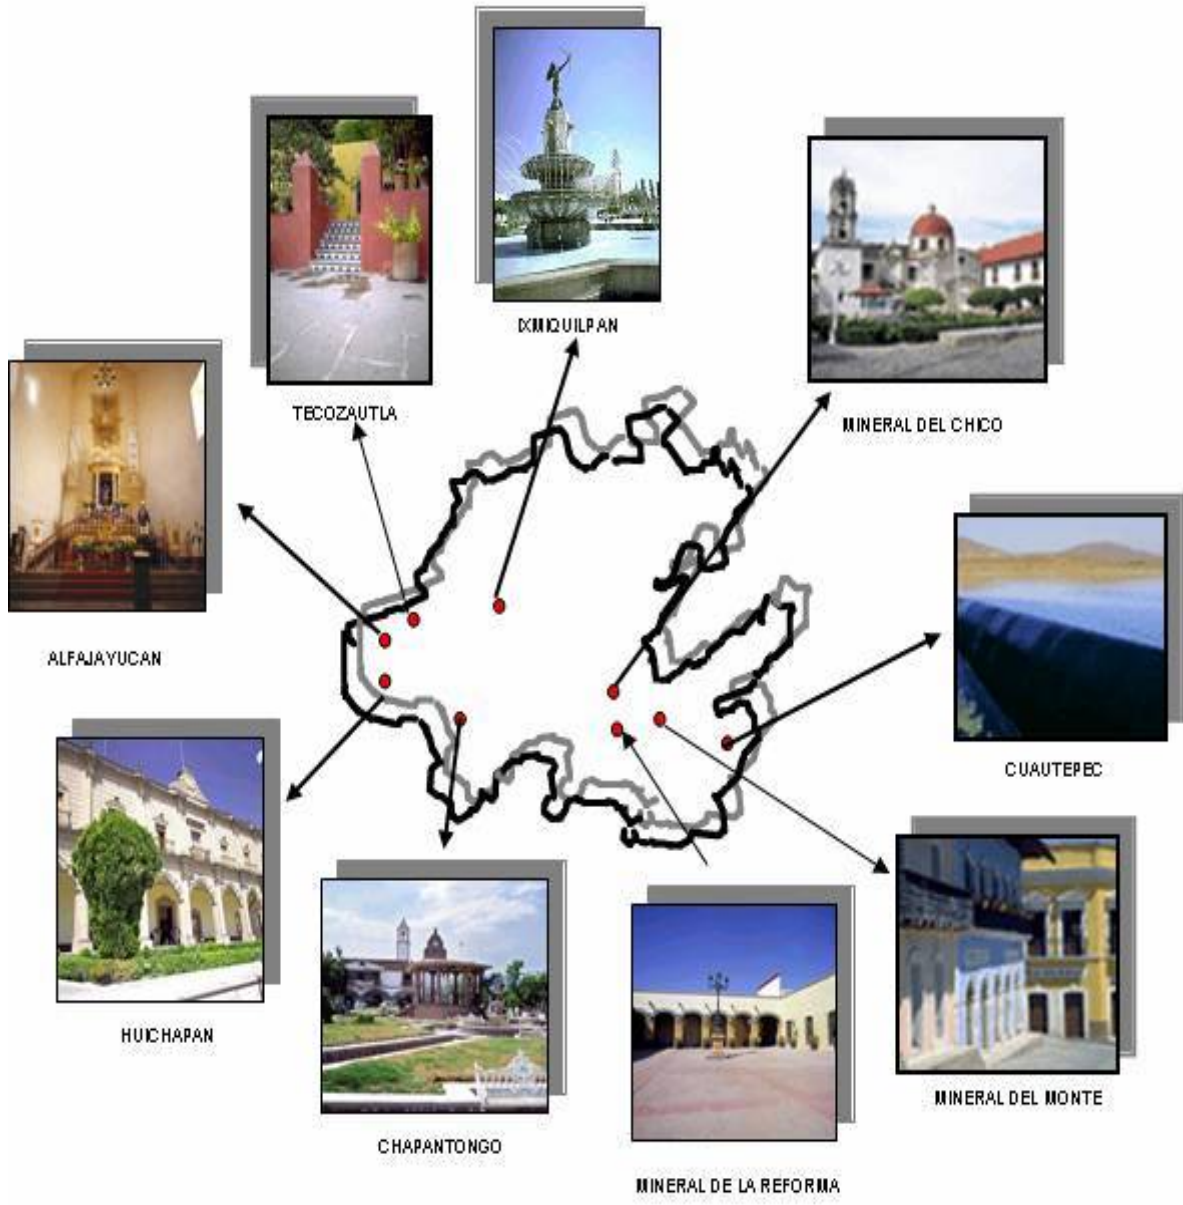 IXMIQUILPAN
TECOZAUTLA
MINERAL DEL CHICO
ALFAJAYUCAN
CUAUTEPEC
HUICHAPAN
MINERAL DEL MONTE
CHAPANTONGO
MINERAL DE LA REFORMA